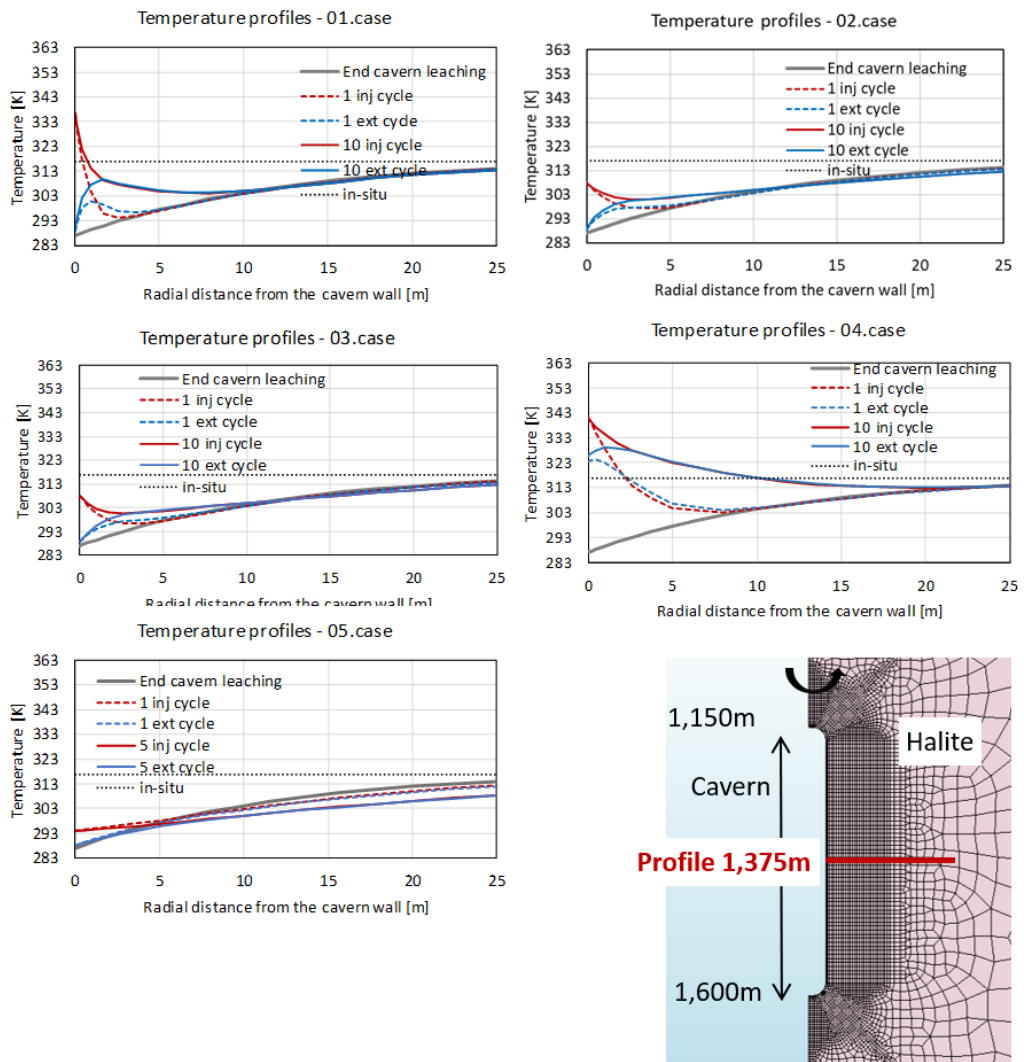 Temperature profiles - 01.case
363
353
343
333
323
313
303
293
283
Temperature [K]
End cavern leaching
1 inj cycle
1 ext cycle
10 inj cycle
10 ext cycle
in-situ
0 5 10 15 20 25
Radial distance from the cavern wall [m]
Temperature profiles - 02.case
363
353
343
333
323
313
303
293
283
Temperature [K]
End cavern leaching
1 inj cycle
1 ext cycle
10 inj cycle
10 ext cycle
in-situ
0 5 10 15 20 25
Radial distance from the cavern wall [m]
Temperature profiles - 03.case
363
353
343
333
323
313
303
293
283
Temperature [K]
End cavern leaching
1 inj cycle
1 ext cycle
10 inj cycle
10 ext cycle
in-situ
0 5 10 15 20 25
Radial distance from the cavern wall [m]
Temperature profiles - 04.case
363
353
343
333
323
313
303
293
283
Temperature [K]
End cavern leaching
1 inj cycle
1 ext cycle
10 inj cycle
10 ext cycle
in-situ
0 5 10 15 20 25
Radial distance from the cavern wall [m]
Temperature profiles - 05.case
363
353
343
333
323
313
303
293
283
Temperature [K]
End cavern leaching
1 inj cycle
1 ext cycle
5 inj cycle
5 ext cycle
in-situ
0 5 10 15 20 25
Radial distance from the cavern wall [m]
1,150m
Halite
Cavern
Profile 1,375m
1,600m